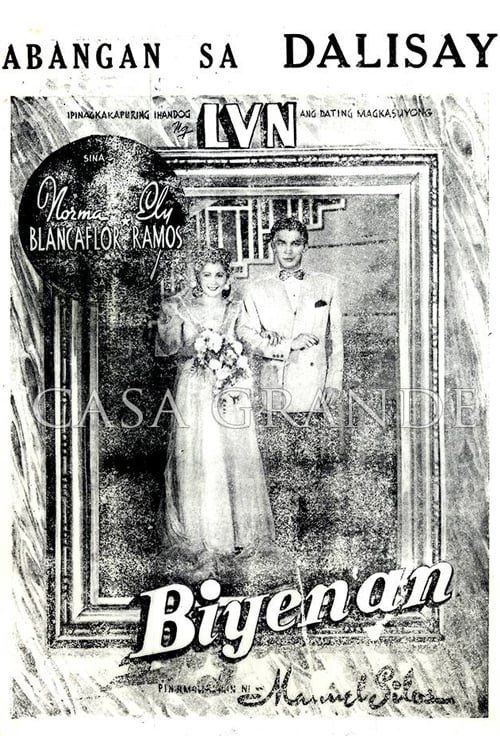 ABANGAN SA DALISAY
IPINAGKAKAPURING IHANDOG
Ng LVN ANG DATING MAGKASUYONG
SINA
Norma Ely
BLANCAFLOR RAMOS
CASA GRANDE
Biyenan
NI Manuel Silos